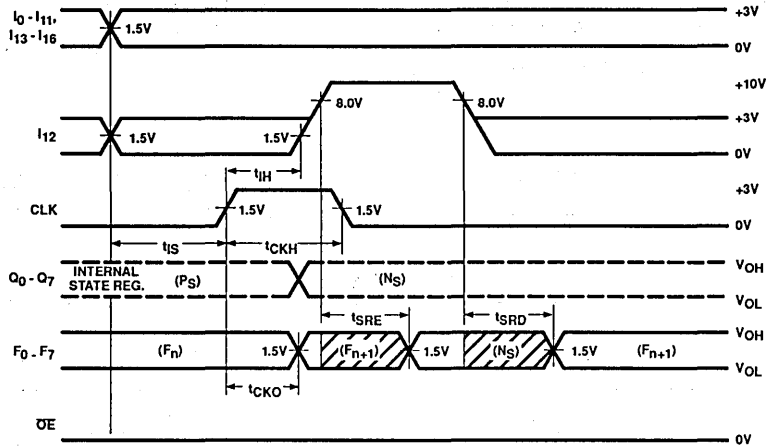 I0 - I11,
I13 - I16
1.5V
+3V
0V
+10V
8.0V
8.0V
+3V
I12
1.5V
1.5V
0V
tIH
+3V
CLK
1.5V
1.5V
0V
tIS
tCKH
Q0 - Q7
INTERNAL
STATE REG.
(PS)
(NS)
VOH
VOL
tSRE
tSRD
F0 - F7
(Fn)
1.5V
(Fn+1)
1.5V
(NS)
1.5V
(Fn+1)
VOH
VOL
tCKO
OE
0V